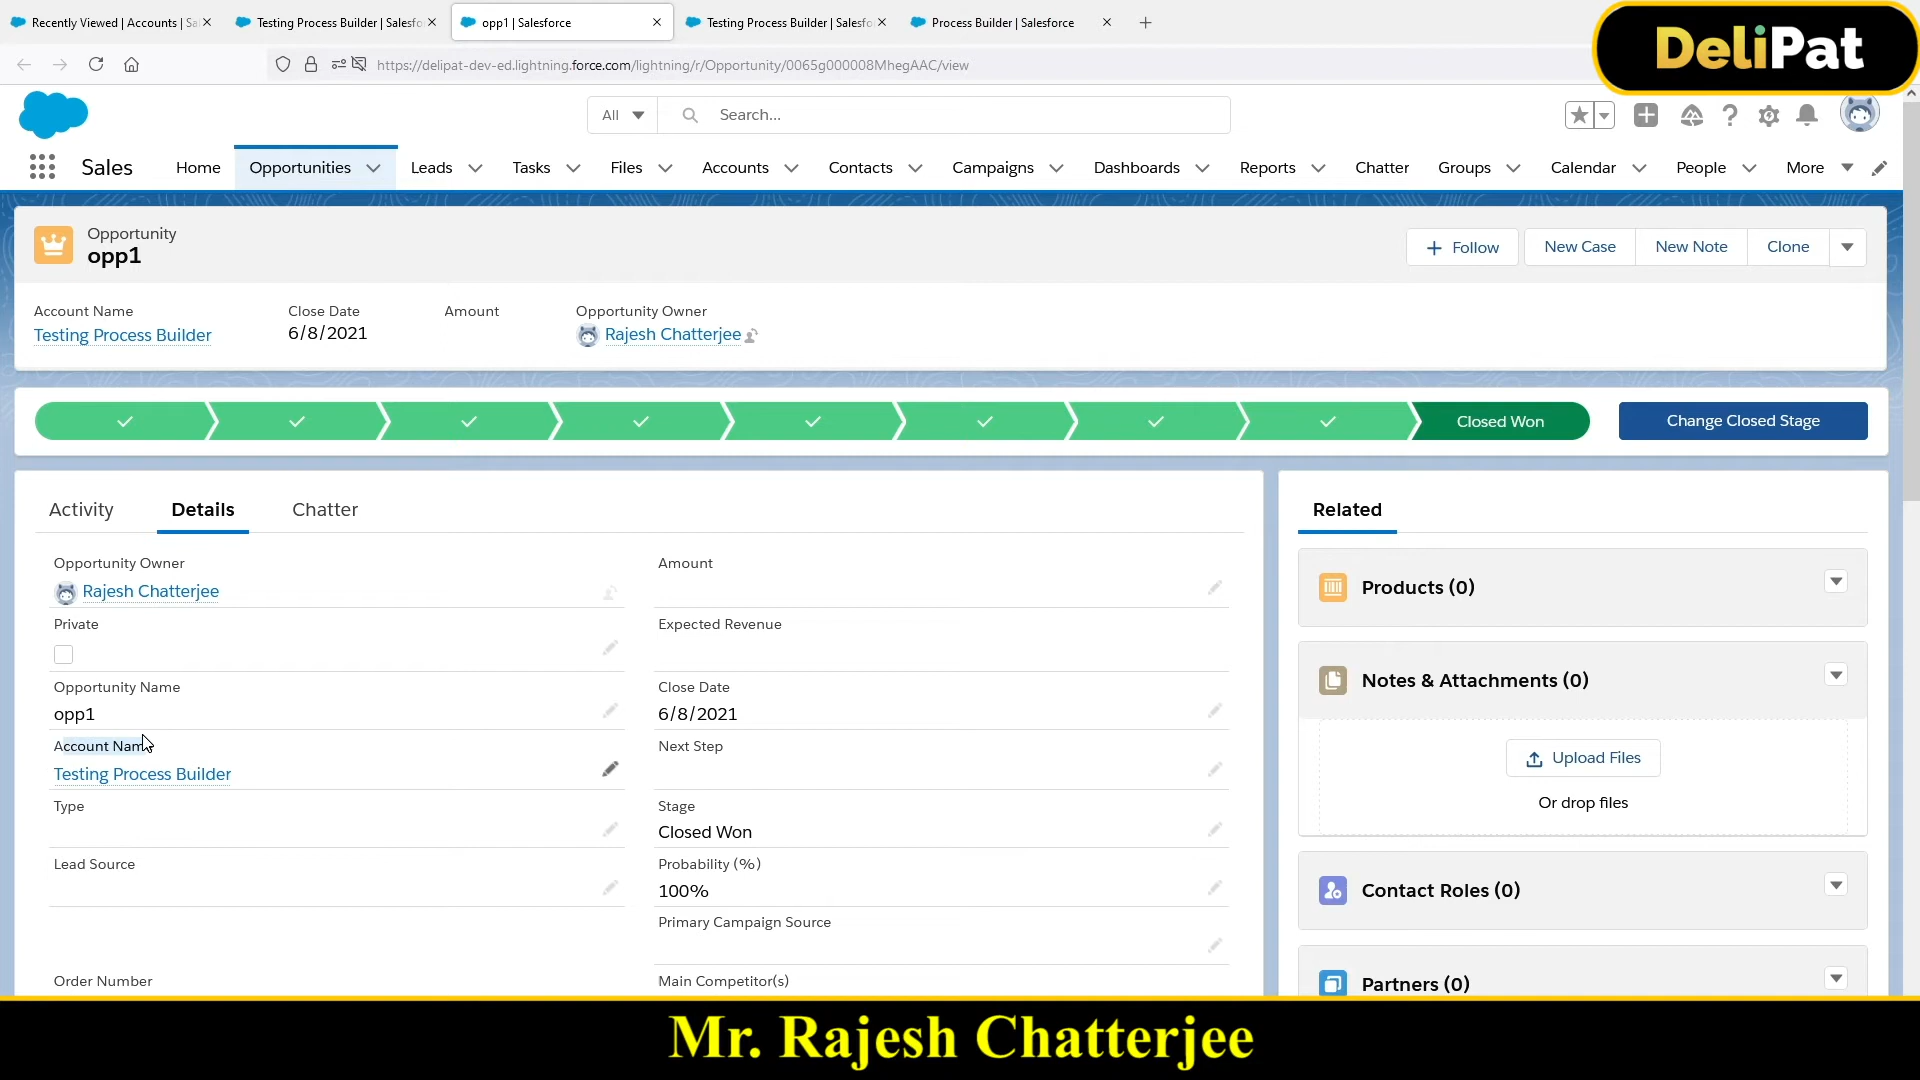 Recently Viewed | Accounts | Sa
Testing Process Builder | Salesfo
opp1 | Salesforce
Testing Process Builder | Salesfo
Process Builder | Salesforce
DeliPat
https://delipat-dev-ed.lightning.force.com/lightning/r/Opportunity/0065g000008MhegAAC/view
All
Search...
Sales
Home
Opportunities
Leads
Tasks
Files
Accounts
Contacts
Campaigns
Dashboards
Reports
Chatter
Groups
Calendar
People
More
Opportunity
opp1
Follow
New Case
New Note
Clone
Account Name
Close Date
Amount
Opportunity Owner
Testing Process Builder
6/8/2021
Rajesh Chatterjee
Closed Won
Change Closed Stage
Activity
Details
Chatter
Related
Opportunity Owner
Rajesh Chatterjee
Amount
Private
Expected Revenue
Opportunity Name
opp1
Close Date
6/8/2021
Account Name
Testing Process Builder
Next Step
Type
Stage
Closed Won
Lead Source
Probability (%)
100%
Primary Campaign Source
Order Number
Main Competitor(s)
Products (0)
Notes & Attachments (0)
Upload Files
Or drop files
Contact Roles (0)
Partners (0)
Mr. Rajesh Chatterjee